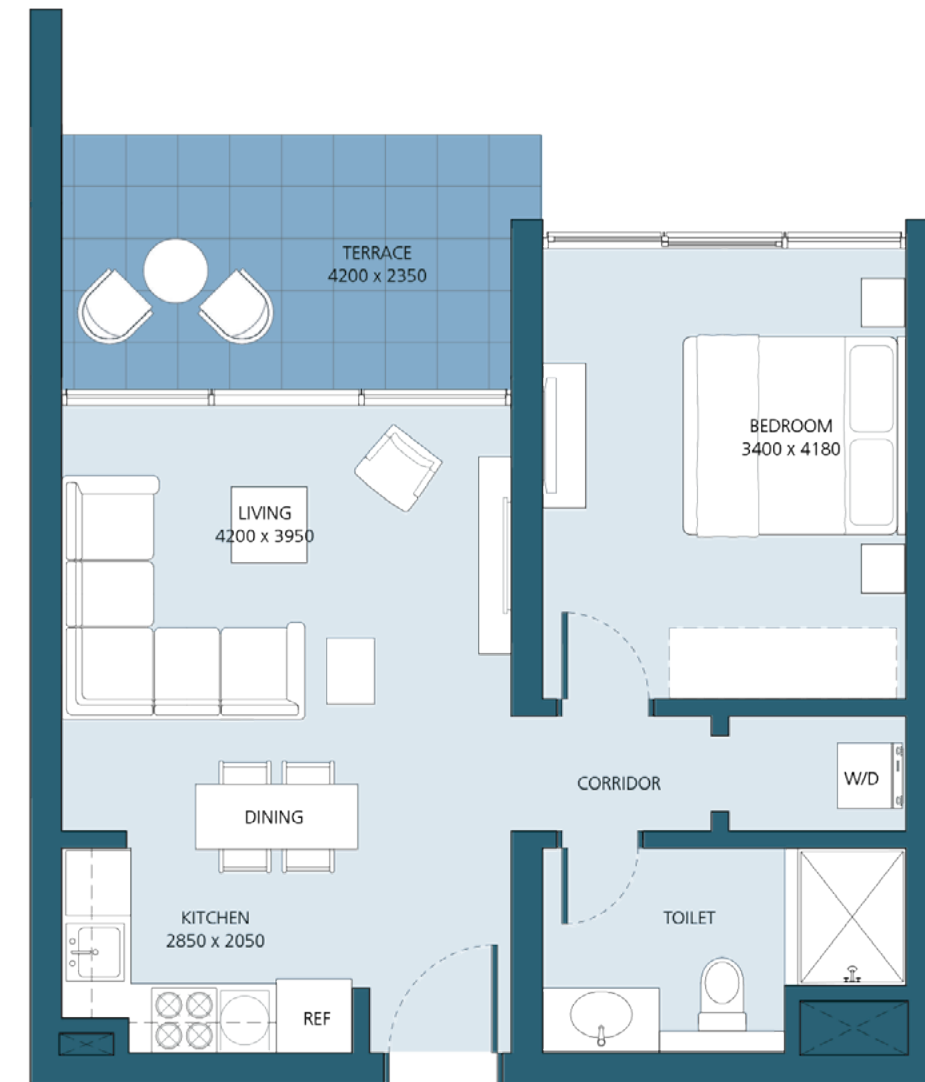 TERRACE
4200 x 2350
BEDROOM
3400 x 4180
LIVING
4200 x 3950
CORRIDOR
W/D
DINING
KITCHEN
2850 x 2050
TOILET
REF